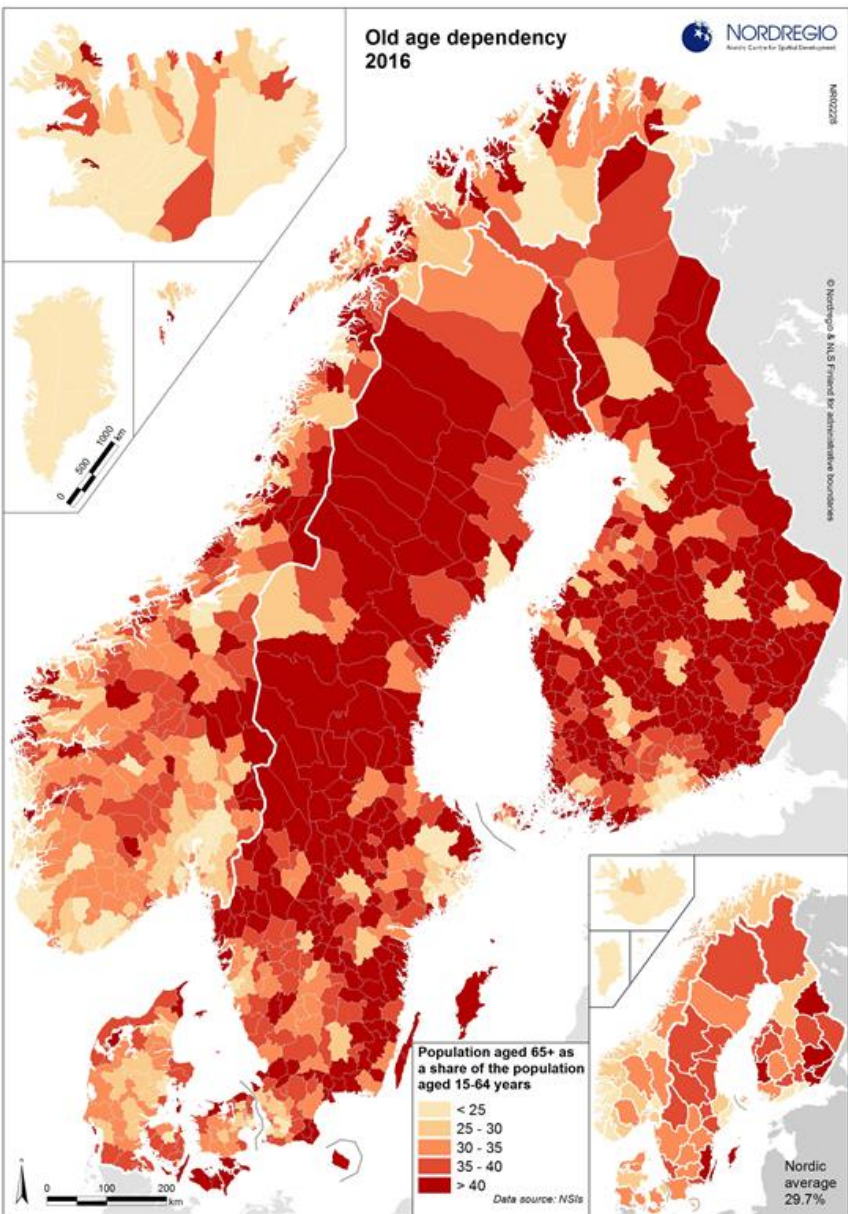 Old age dependency
2016
NORDREGIO
Nordic Centre for Spatial Development
NR02228
© Nordregio & NLS Finland for administrative boundaries
0 500 1000
km
Population aged 65+ as
a share of the population
aged 15-64 years
< 25
25 - 30
30 - 35
35 - 40
> 40
Data source: NSIs
0 100 200
km
Nordic
average
29.7%